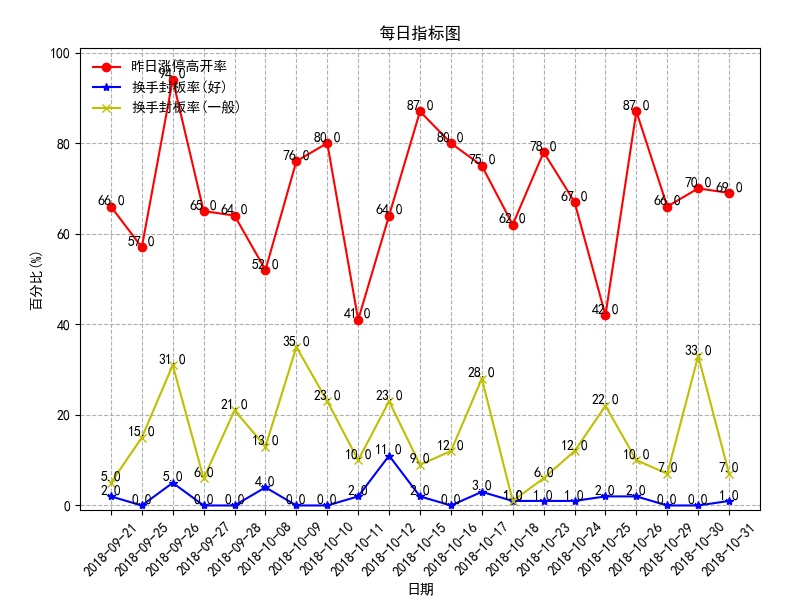 每日指标图
昨日涨停高开率
换手封板率(好)
换手封板率(一般)
百分比(%)
100
80
60
40
20
0
66.0 57.0 94.0 65.0 64.0 52.0 76.0 80.0 41.0 64.0 87.0 80.0 75.0 62.0 78.0 67.0 42.0 87.0 66.0 70.0 69.0
5.0 15.0 31.0 6.0 21.0 13.0 35.0 23.0 10.0 23.0 9.0 12.0 28.0 1.0 6.0 12.0 22.0 10.0 7.0 33.0 7.0
2.0 0.0 5.0 0.0 0.0 4.0 0.0 0.0 2.0 11.0 2.0 0.0 3.0 1.0 1.0 1.0 2.0 2.0 0.0 0.0 1.0
2018-09-21 2018-09-25 2018-09-26 2018-09-27 2018-09-28 2018-10-08 2018-10-09 2018-10-10 2018-10-11 2018-10-12 2018-10-15 2018-10-16 2018-10-17 2018-10-18 2018-10-23 2018-10-24 2018-10-25 2018-10-26 2018-10-29 2018-10-30 2018-10-31
日期